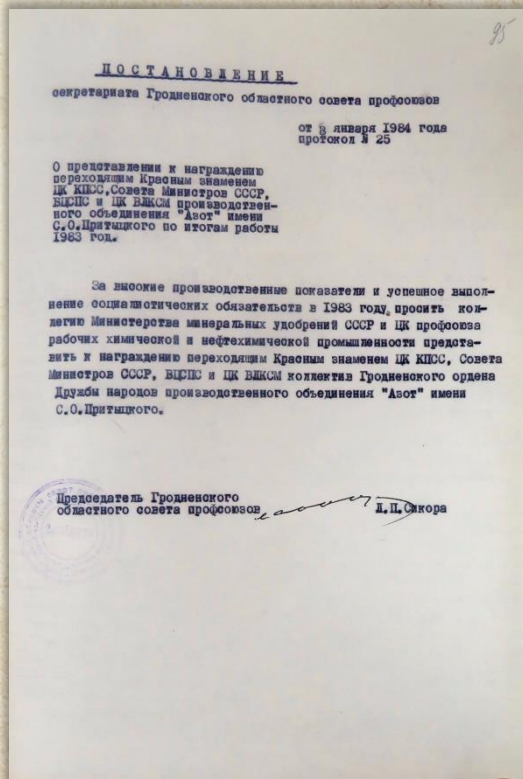 95
ПОСТАНОВЛЕНИЕ
секретариата Гродненского областного совета профсоюзов
от 8 января 1984 года
протокол № 25
О представлении к награждению
переходящим Красным знаменем
ЦК КПСС,Совета Министров СССР,
ВЦСПС и ЦК ВЛКСМ производствен-
ного объединения "Азот" имени
С.О.Притыцкого по итогам работы
1983 год.
За высокие производственные показатели и успешное выпол-
нение социалистических обязательств в 1983 году, просить кол-
легию Министерства минеральных удобрений СССР и ЦК профсоюза
рабочих химической и нефтехимической промышленности предста-
вить к награждению переходящим Красным знаменем ЦК КПСС, Совета
Министров СССР, ВЦСПС и ЦК ВЛКСМ коллектив Гродненского ордена
Дружбы народов производственного объединения "Азот" имени
С.О.Притыцкого.
Председатель Гродненского
областного совета профсоюзов
Л.П.Сикора